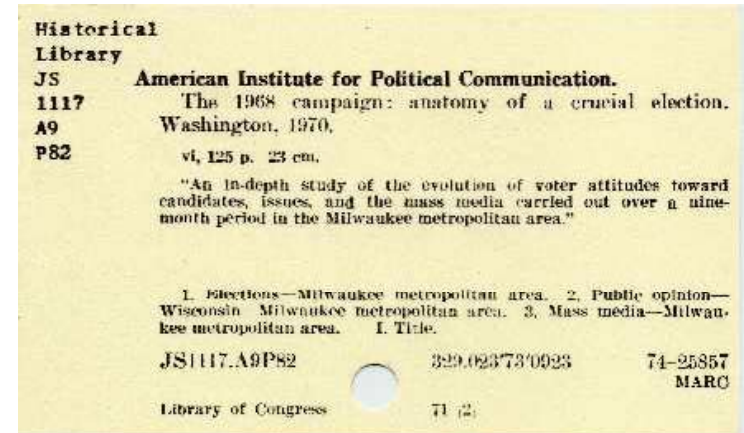 Historical
Library
JS American Institute for Political Communication.
1117 The 1968 campaign: anatomy of a crucial election.
A9 Washington, 1970.
P82 vi, 125 p. 23 cm.
"An in-depth study of the evolution of voter attitudes toward
candidates, issues, and the mass media carried out over a nine-
month period in the Milwaukee metropolitan area."
1. Elections—Milwaukee metropolitan area. 2. Public opinion—
Wisconsin Milwaukee metropolitan area. 3. Mass media—Milwau-
kee metropolitan area. I. Title.
JS1117.A9P82 329.023'73'0923 74-25857
MARC
Library of Congress 71 (2)